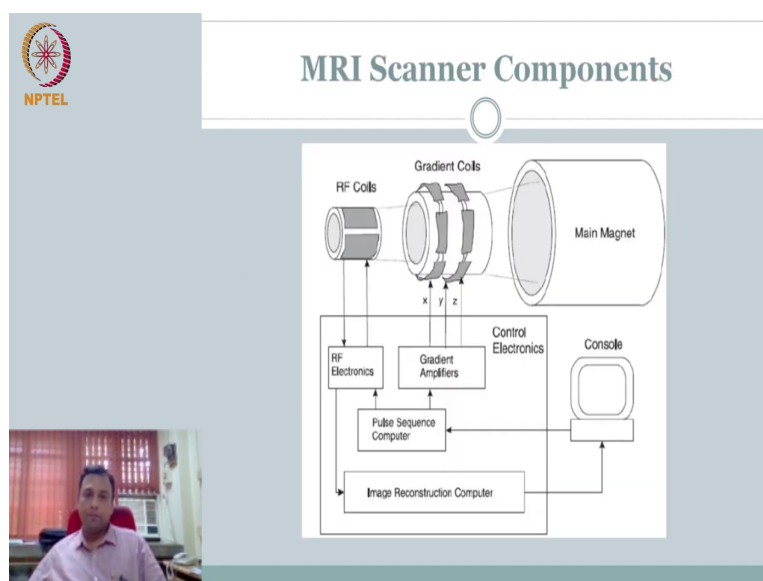 NPTEL
MRI Scanner Components
Gradient Coils
RF Coils
Main Magnet
x y z
Control
Electronics
Console
RF
Electronics
Gradient
Amplifiers
Pulse Sequence
Computer
Image Reconstruction Computer